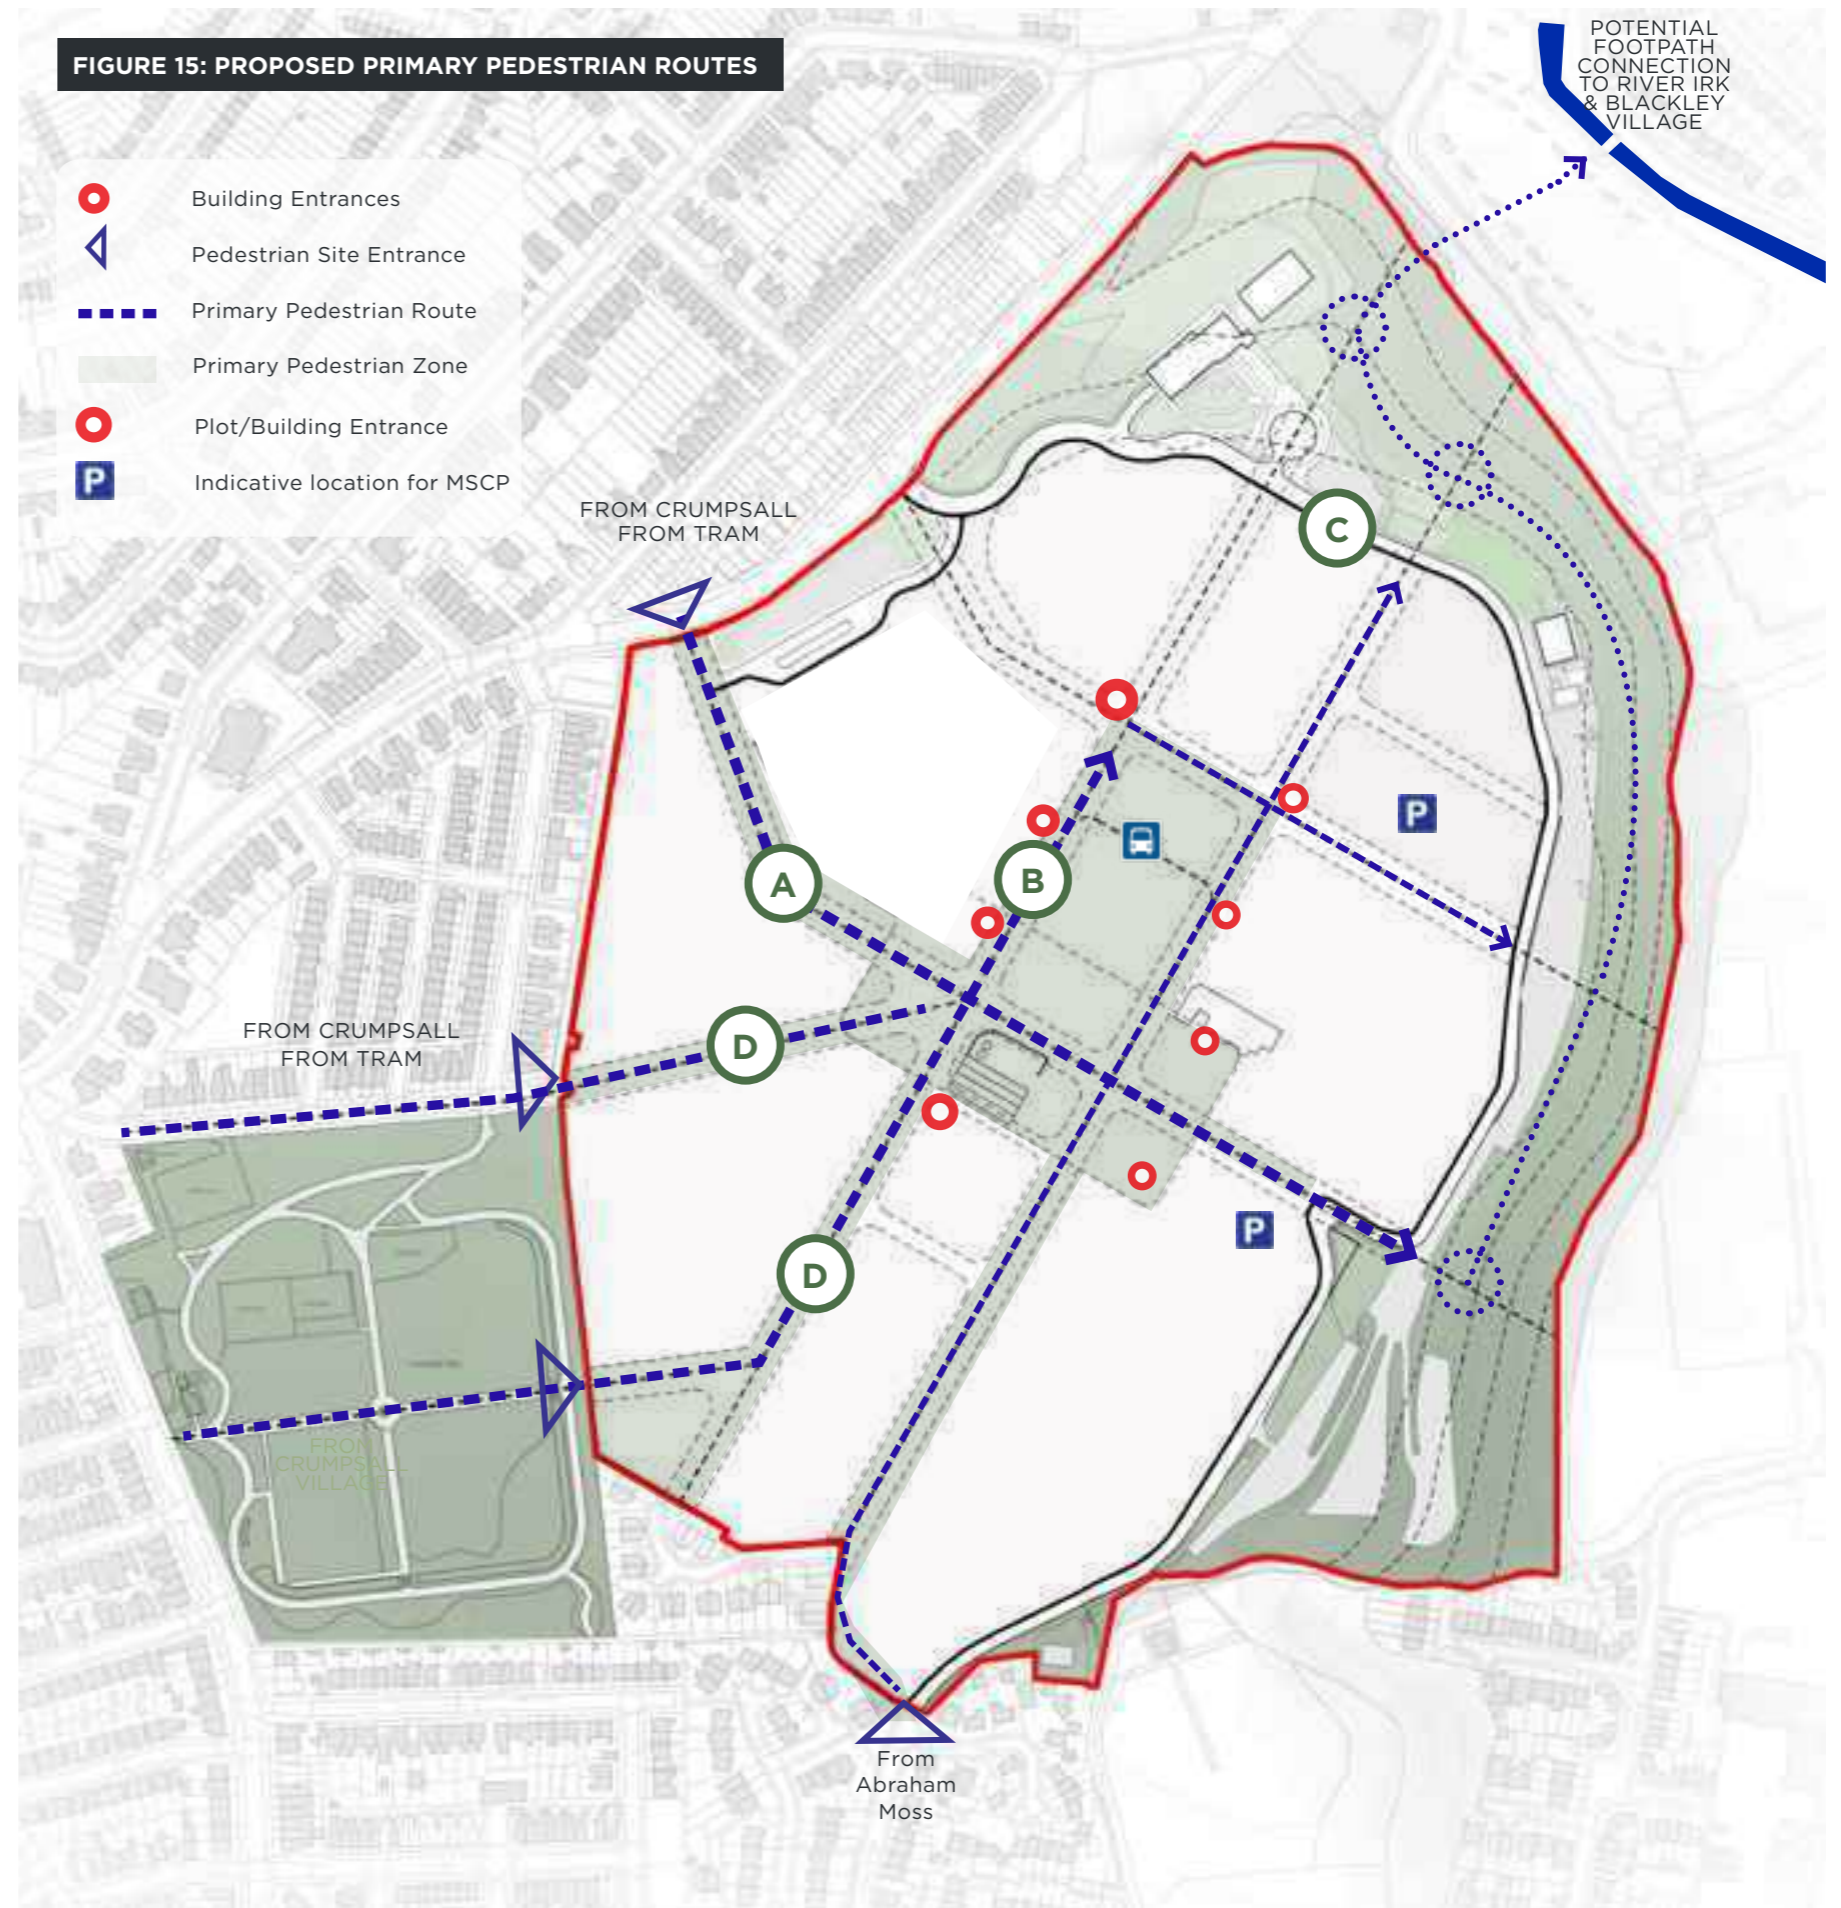 FIGURE 15: PROPOSED PRIMARY PEDESTRIAN ROUTES
POTENTIAL
FOOTPATH
CONNECTION
TO RIVER IRK
& BLACKLEY
VILLAGE
Building Entrances
Pedestrian Site Entrance
Primary Pedestrian Route
Primary Pedestrian Zone
Plot/Building Entrance
P
Indicative location for MSCP
FROM CRUMPSALL
FROM TRAM
C
P
A
B
FROM CRUMPSALL
FROM TRAM
D
P
D
FROM
CRUMPSALL
VILLAGE
From
Abraham
Moss